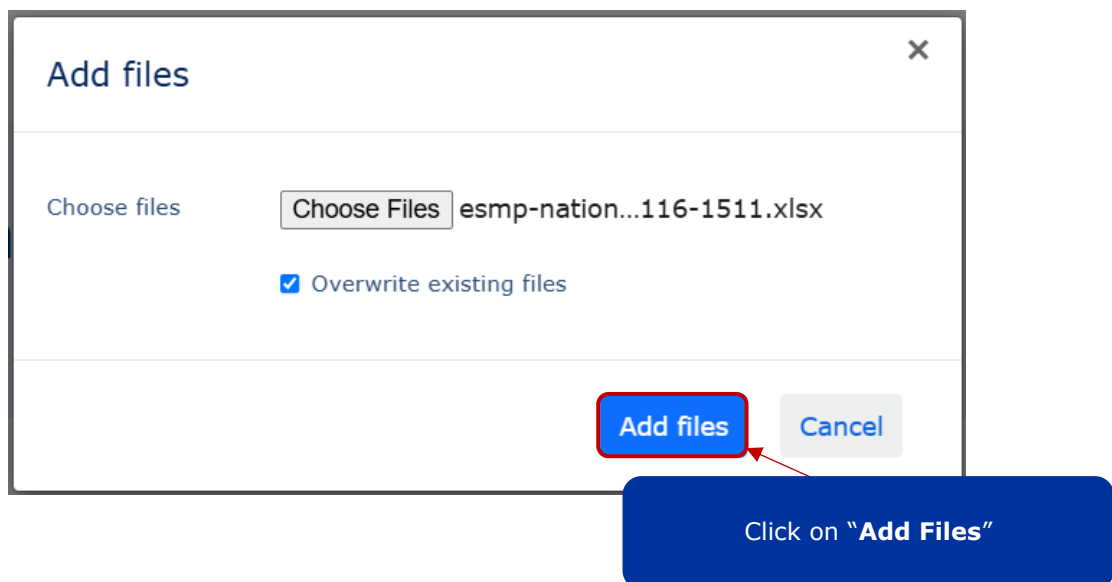 Add files
×
Choose files
Choose Files esmp-nation...116-1511.xlsx
Overwrite existing files
Add files
Cancel
Click on “Add Files”